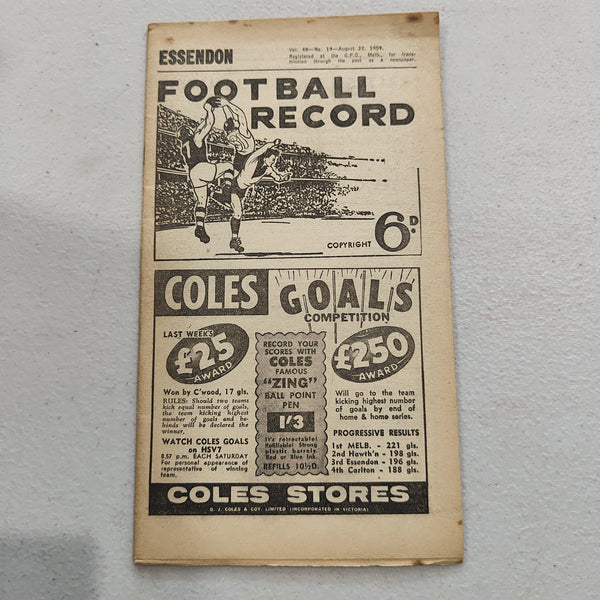 ESSENDON
Vol. 48—No. 19—August 22, 1959.
Registered at the G.P.O., Melb., for trans-
mission through the post as a newspaper.
FOOTBALL
RECORD
COPYRIGHT 6D.
COLES GOALS
COMPETITION
LAST WEEK'S
£25
AWARD
Won by C'wood, 17 gls.
RULES: Should two teams
kick equal number of goals,
the team kicking highest
number of goals and be-
hinds will be declared the
winner.
WATCH COLES GOALS
on HSV7
8.57 p.m. EACH SATURDAY
For personal appearance of
representative of winning
team.
RECORD YOUR
SCORES WITH
COLES
FAMOUS
"ZING"
BALL POINT
PEN
1/3
It's retractable!
Refillable! Strong
plastic barrels.
Red or Blue ink.
REFILLS 10½D.
£250
AWARD
Will go to the team
kicking highest number
of goals by end of
home & home series.
PROGRESSIVE RESULTS
1st MELB. - 221 gls.
2nd Howth'n - 198 gls.
3rd Essendon - 196 gls.
4th Carlton - 188 gls.
COLES STORES
G. J. COLES & COY. LIMITED (INCORPORATED IN VICTORIA)